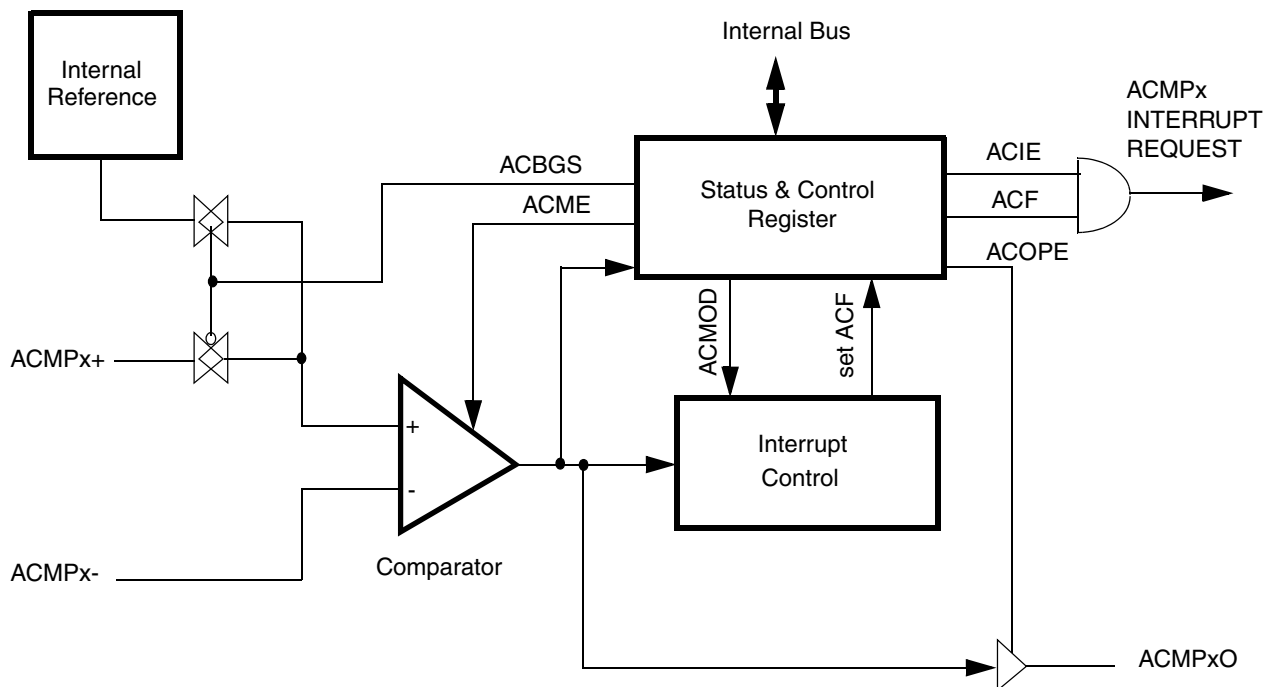 Internal Bus
Internal
Reference
ACMPx
INTERRUPT
REQUEST
ACBGS
ACME
Status & Control
Register
ACIE
ACF
ACOPE
ACMOD
set ACF
ACMPx+
+
-
Interrupt
Control
Comparator
ACMPx-
ACMPxO